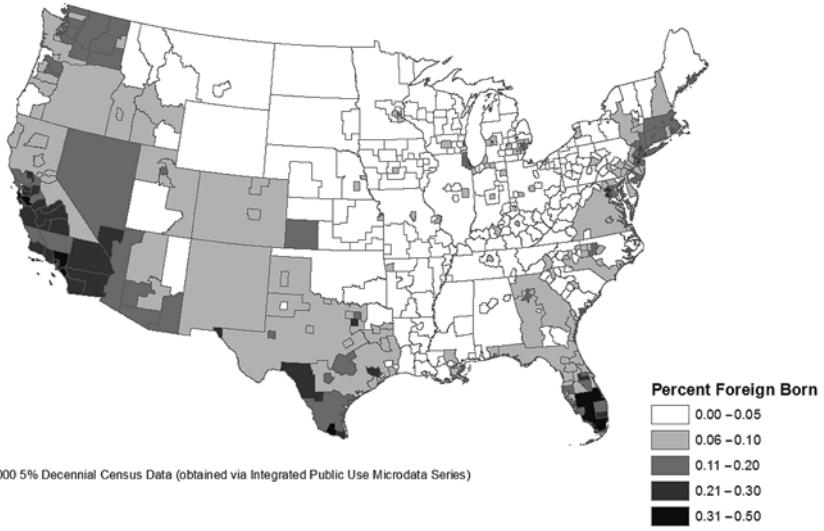 Percent Foreign Born
0.00 – 0.05
0.06 – 0.10
0.11 – 0.20
0.21 – 0.30
0.31 – 0.50
000 5% Decennial Census Data (obtained via Integrated Public Use Microdata Series)